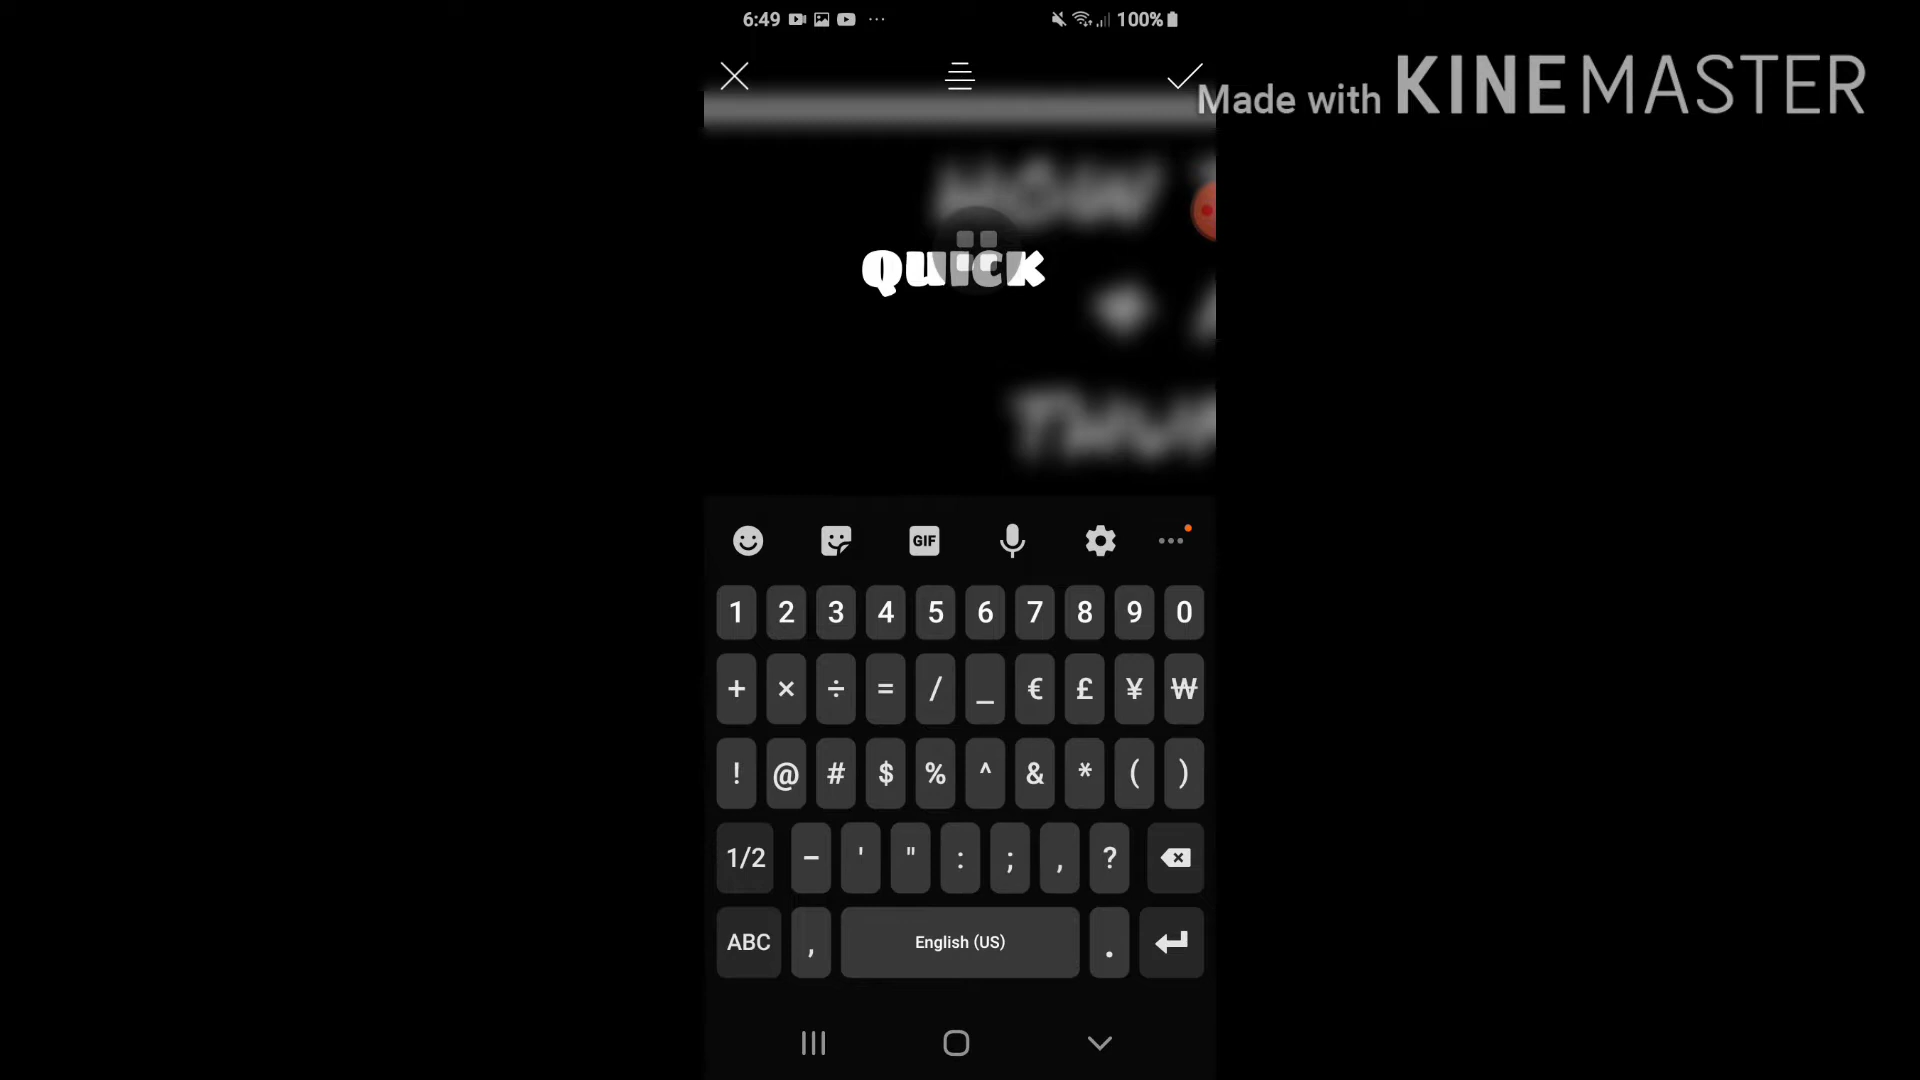 6:49 100%
Made with KINEMASTER
HOW
QUICK
GIF
1 2 3 4 5 6 7 8 9 0
+ × ÷ = / _ € £ ¥ ₩
! @ # $ % ^ & * ( )
1/2 - ' " : ; , ?
ABC , English (US) .